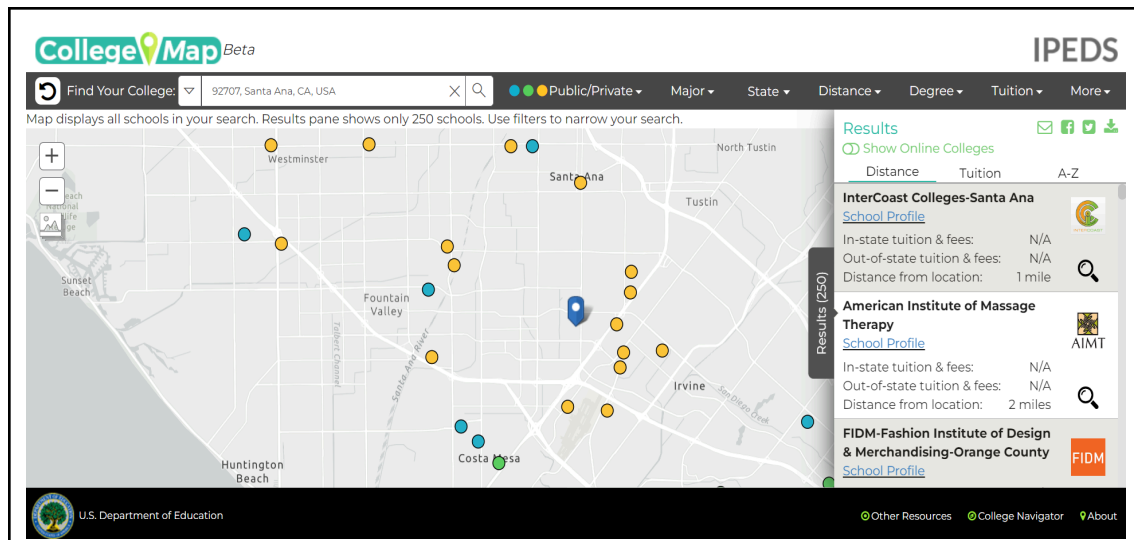 College Map Beta
IPEDS
Find Your College:
92707, Santa Ana, CA, USA
Public/Private
Major
State
Distance
Degree
Tuition
More
Map displays all schools in your search. Results pane shows only 250 schools. Use filters to narrow your search.
Westminster
North Tustin
Santa Ana
Tustin
Sunset
Beach
Fountain
Valley
Talbert Channel
Santa Ana River
Irvine
San Diego Creek
Costa Mesa
Huntington
Beach
Results (250)
Results
Show Online Colleges
Distance
Tuition
A-Z
InterCoast Colleges-Santa Ana
School Profile
In-state tuition & fees: N/A
Out-of-state tuition & fees: N/A
Distance from location: 1 mile
American Institute of Massage
Therapy
School Profile
AIMT
In-state tuition & fees: N/A
Out-of-state tuition & fees: N/A
Distance from location: 2 miles
FIDM-Fashion Institute of Design
& Merchandising-Orange County
School Profile
FIDM
U.S. Department of Education
Other Resources
College Navigator
About